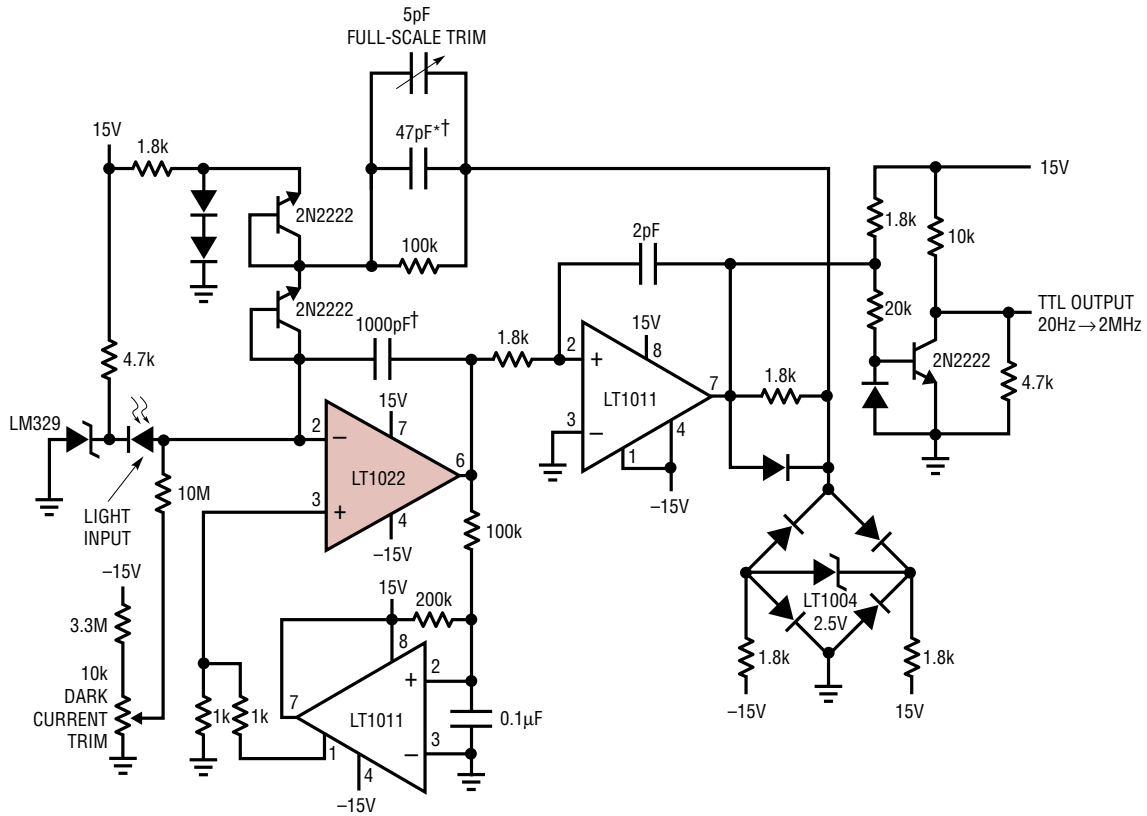 5pF
FULL-SCALE TRIM
15V
1.8k
47pF*†
15V
2N2222
100k
2pF
1.8k
10k
2N2222
1000pF†
1.8k
15V
20k
TTL OUTPUT
20Hz→2MHz
4.7k
2
+
8
7
1.8k
2N2222
4.7k
LT1011
LM329
15V
7
3
–
4
1
2
–
6
LT1022
–15V
10M
3
+
4
–15V
100k
LIGHT
INPUT
–15V
3.3M
15V
200k
8
LT1004
2.5V
10k
DARK
CURRENT
TRIM
1k
1k
7
+
2
LT1011
0.1µF
1.8k
1.8k
1
–
3
4
–15V
–15V
15V